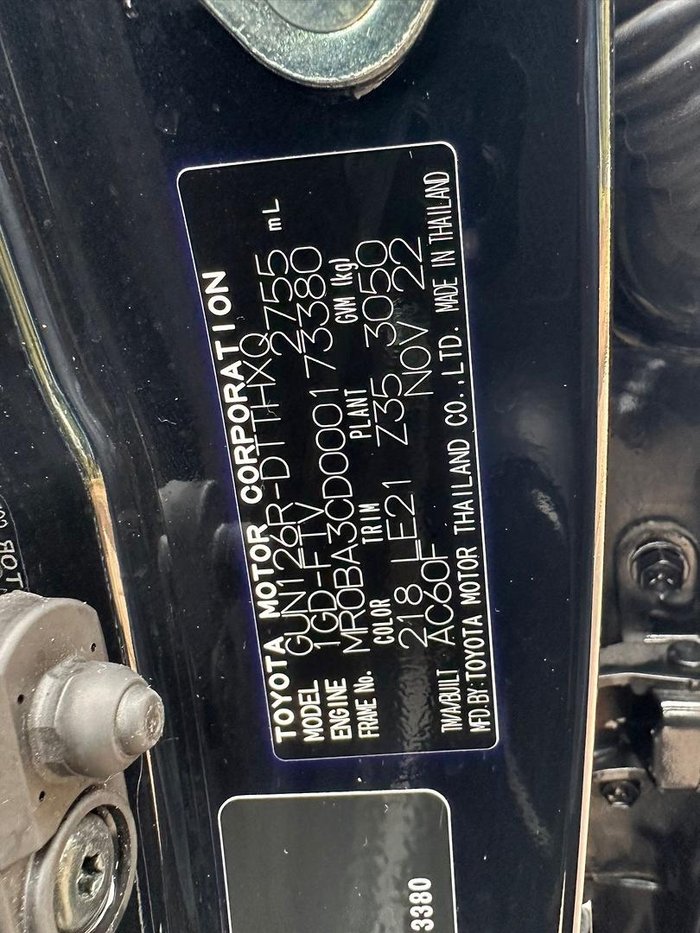 TOYOTA MOTOR CORPORATION
MODEL GUN126R-DTTHXQ
ENGINE 1GD-FTV 2755 mL
FRAME No. MR0BA3CD000173380
COLOR TRIM PLANT GVM (kg)
218 LE21 Z35 3050
TM/A/BUILT AC60F NOV 22
MFD.BY:TOYOTA MOTOR THAILAND CO.,LTD. MADE IN THAILAND
3380